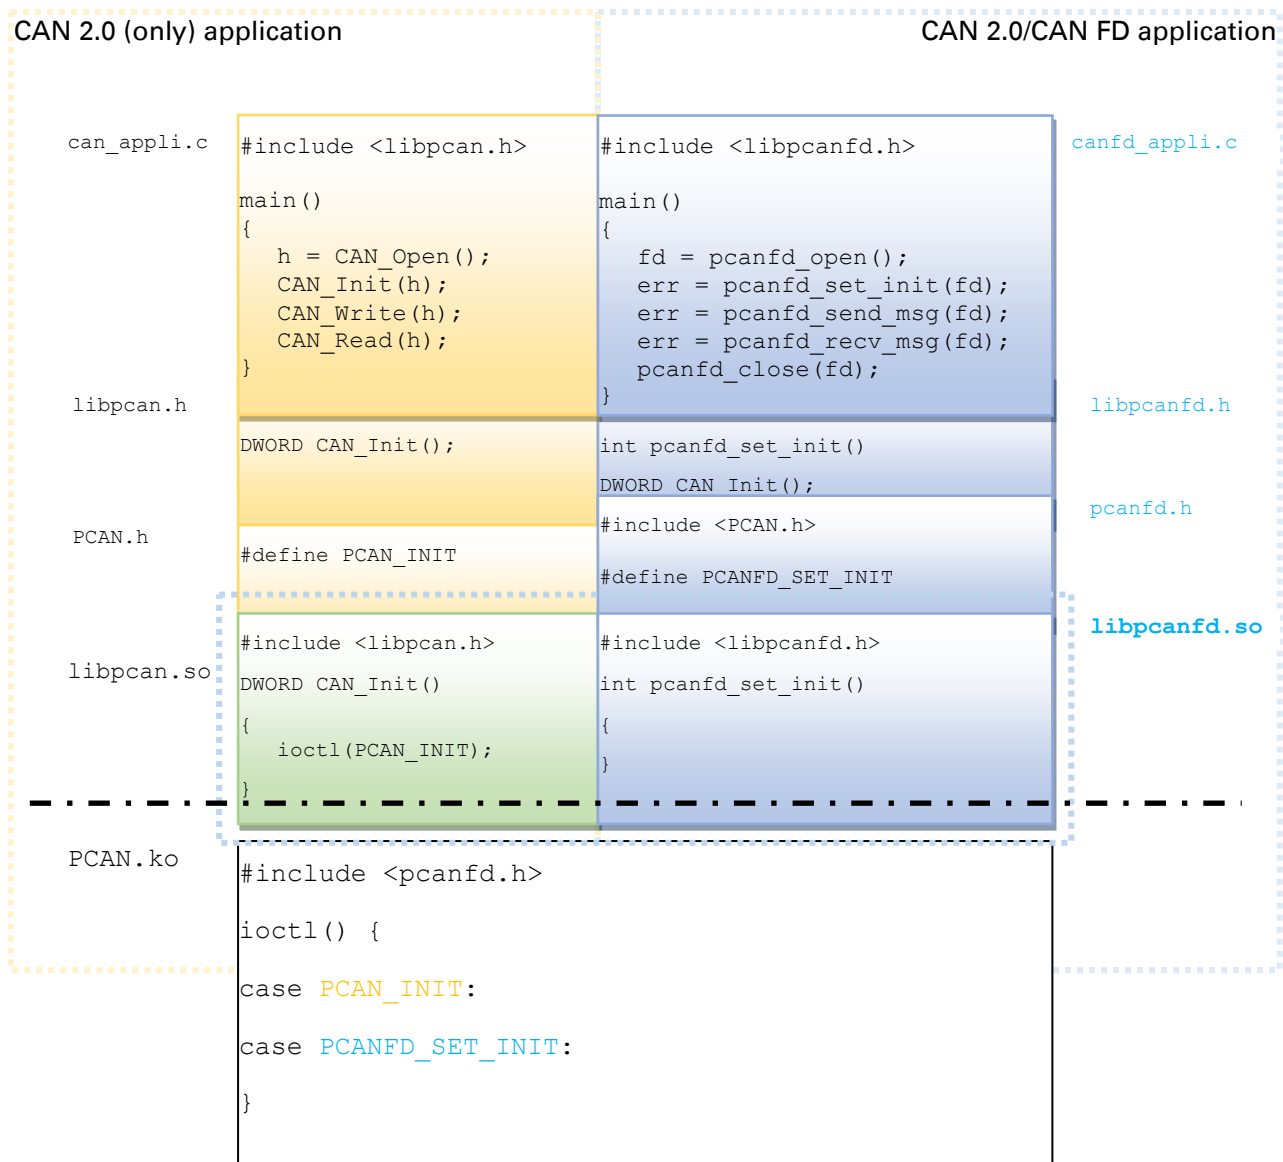 CAN 2.0 (only) application
CAN 2.0/CAN FD application
can_appli.c
#include <libpcan.h>
main()
{
h = CAN_Open();
CAN_Init(h);
CAN_Write(h);
CAN_Read(h);
}
#include <libpcanfd.h>
main()
{
fd = pcanfd_open();
err = pcanfd_set_init(fd);
err = pcanfd_send_msg(fd);
err = pcanfd_recv_msg(fd);
pcanfd_close(fd);
}
canfd_appli.c
libpcan.h
DWORD CAN_Init();
int pcanfd_set_init()
DWORD CAN_Init();
libpcanfd.h
PCAN.h
#define PCAN_INIT
#include <PCAN.h>
#define PCANFD_SET_INIT
pcanfd.h
libpcan.so
#include <libpcan.h>
DWORD CAN_Init()
{
ioctl(PCAN_INIT);
}
#include <libpcanfd.h>
int pcanfd_set_init()
{
}
libpcanfd.so
PCAN.ko
#include <pcanfd.h>
ioctl() {
case PCAN_INIT:
case PCANFD_SET_INIT:
}